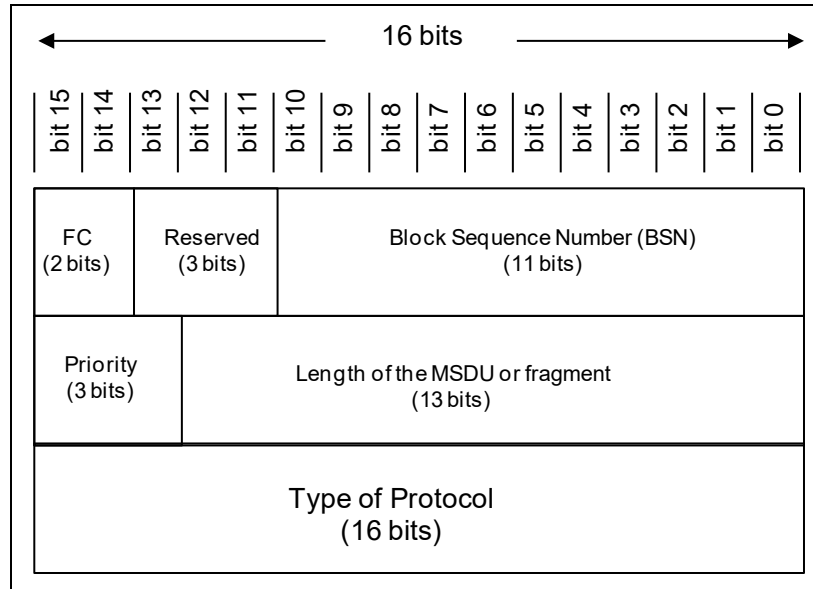 16 bits
bit 15
bit 14
bit 13
bit 12
bit 11
bit 10
bit 9
bit 8
bit 7
bit 6
bit 5
bit 4
bit 3
bit 2
bit 1
bit 0
FC
(2 bits)
Reserved
(3 bits)
Block Sequence Number (BSN)
(11 bits)
Priority
(3 bits)
Length of the MSDU or fragment
(13 bits)
Type of Protocol
(16 bits)